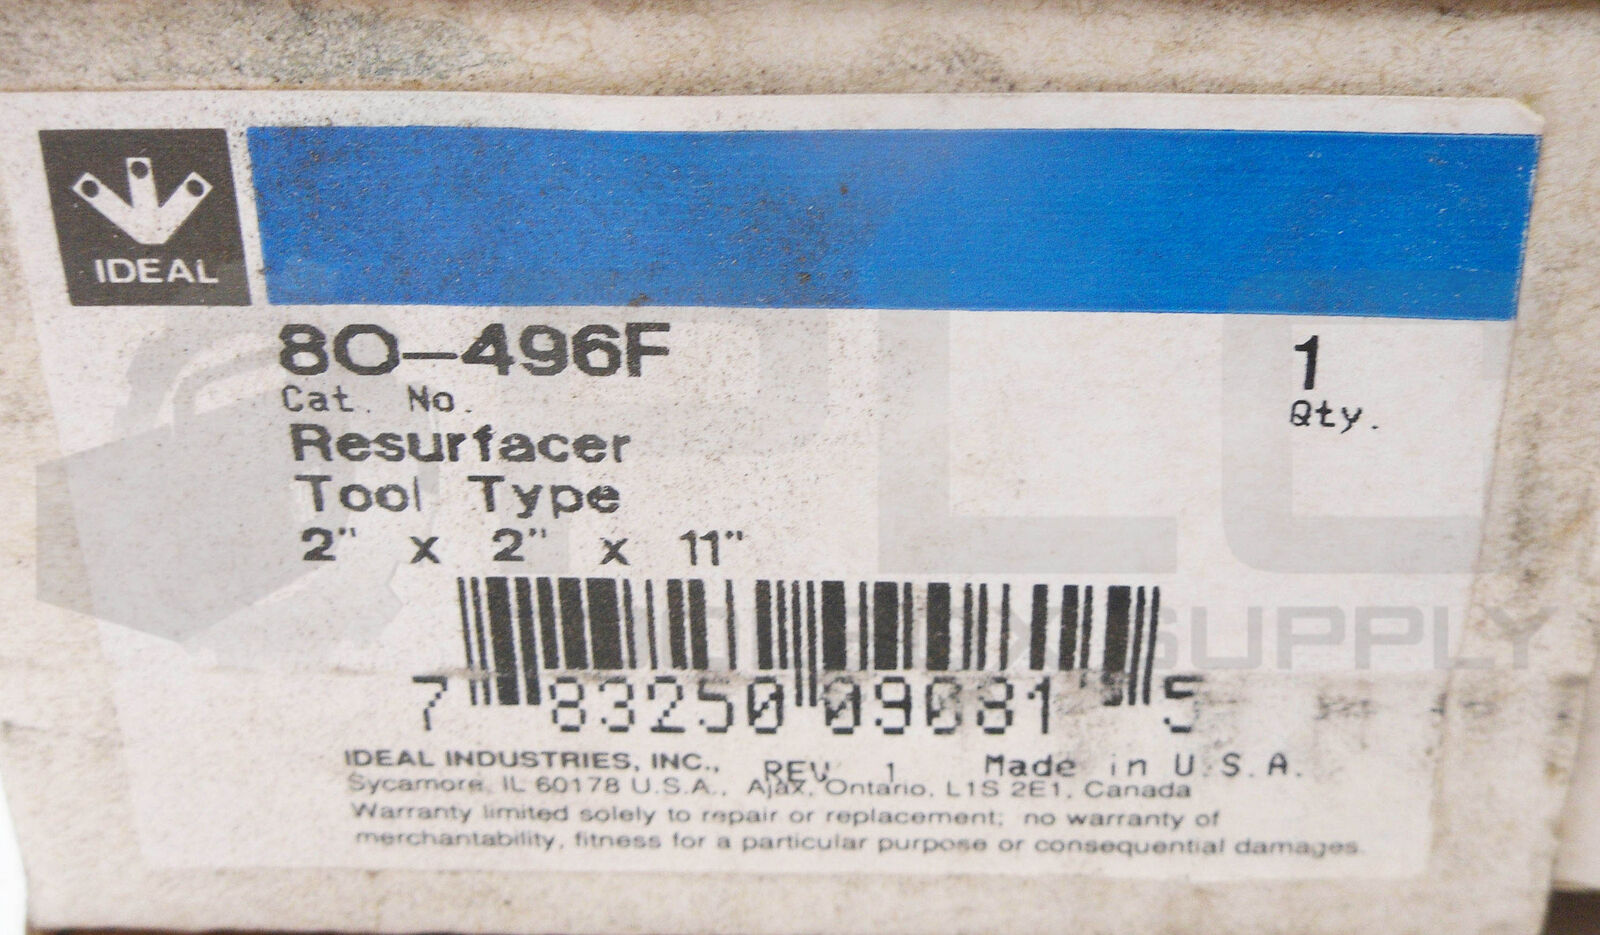 IDEAL
80-496F
1
Cat. No.
Qty.
Resurfacer
Tool Type
2" x 2" x 11"
7 83250 09081 5
IDEAL INDUSTRIES, INC., REV 1 Made in U.S.A.
Sycamore, IL 60178 U.S.A., Ajax, Ontario, L1S 2E1, Canada
Warranty limited solely to repair or replacement; no warranty of
merchantability, fitness for a particular purpose or consequential damages.
PLC
SUPPLY